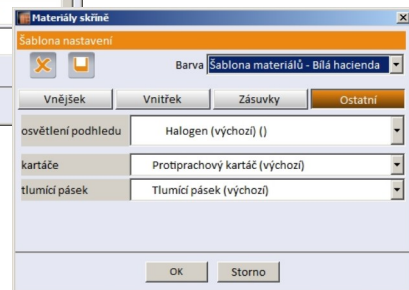 Materiály skříně
Šablona nastavení
Barva Šablona materiálů - Bílá hacienda
Vnějšek Vnitřek Zásuvky Ostatní
osvětlení podhledu Halogen (výchozí) ()
kartáče Protiprachový kartáč (výchozí)
tlumící pásek Tlumící pásek (výchozí)
OK Storno